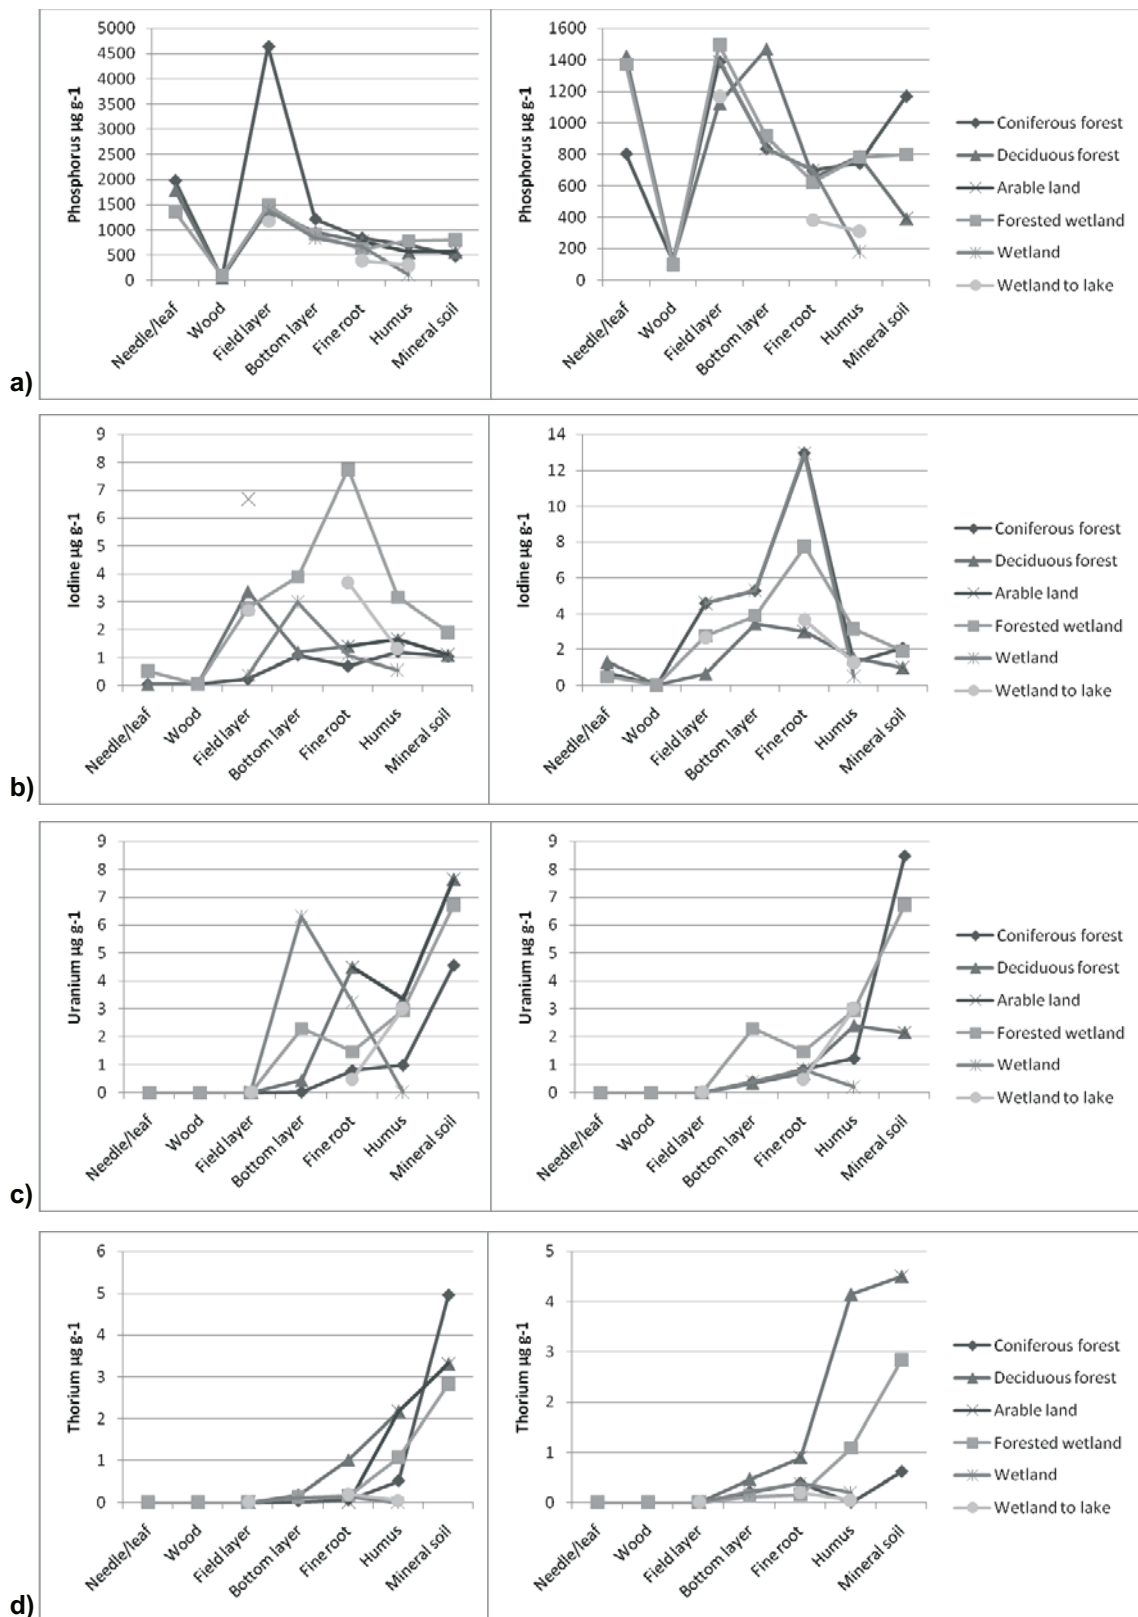 Phosphorus µg g-1
5000
4500
4000
3500
3000
2500
2000
1500
1000
500
0
Needle/leaf
Wood
Field layer
Bottom layer
Fine root
Humus
Mineral soil
Phosphorus µg g-1
1600
1400
1200
1000
800
600
400
200
0
Needle/leaf
Wood
Field layer
Bottom layer
Fine root
Humus
Mineral soil
Coniferous forest
Deciduous forest
Arable land
Forested wetland
Wetland
Wetland to lake
a)
Iodine µg g-1
9
8
7
6
5
4
3
2
1
0
Needle/leaf
Wood
Field layer
Bottom layer
Fine root
Humus
Mineral soil
Iodine µg g-1
14
12
10
8
6
4
2
0
Needle/leaf
Wood
Field layer
Bottom layer
Fine root
Humus
Mineral soil
Coniferous forest
Deciduous forest
Arable land
Forested wetland
Wetland
Wetland to lake
b)
Uranium µg g-1
9
8
7
6
5
4
3
2
1
0
Needle/leaf
Wood
Field layer
Bottom layer
Fine root
Humus
Mineral soil
Uranium µg g-1
9
8
7
6
5
4
3
2
1
0
Needle/leaf
Wood
Field layer
Bottom layer
Fine root
Humus
Mineral soil
Coniferous forest
Deciduous forest
Arable land
Forested wetland
Wetland
Wetland to lake
c)
Thorium µg g-1
6
5
4
3
2
1
0
Needle/leaf
Wood
Field layer
Bottom layer
Fine root
Humus
Mineral soil
Thorium µg g-1
5
4
3
2
1
0
Needle/leaf
Wood
Field layer
Bottom layer
Fine root
Humus
Mineral soil
Coniferous forest
Deciduous forest
Arable land
Forested wetland
Wetland
Wetland to lake
d)